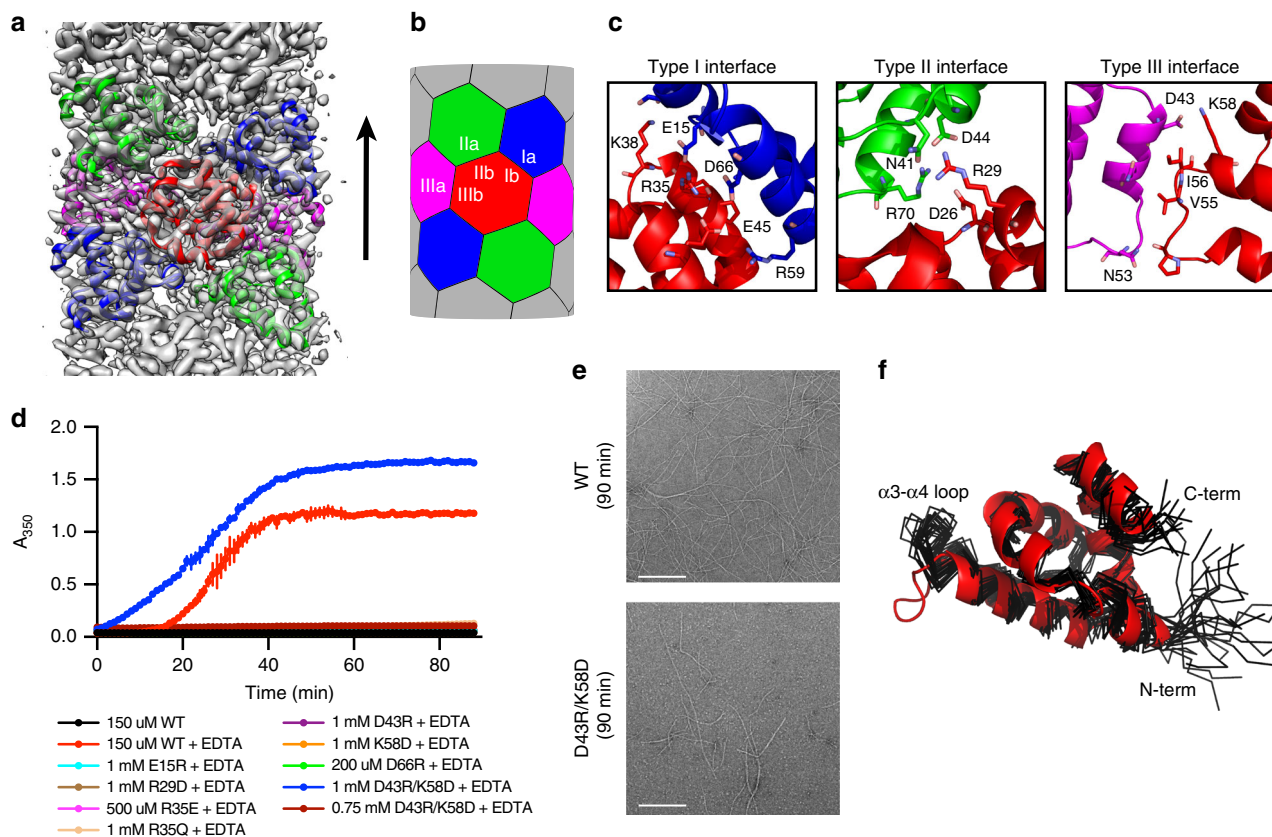 a
b
IIa
Ia
IIb
Ib
IIIa
IIIb
c
Type I interface
K38
E15
D66
R35
E45
R59
Type II interface
D44
N41
R29
R70
D26
Type III interface
D43
K58
I56
V55
N53
d
A350
2.0
1.5
1.0
0.5
0.0
0
20
40
60
80
Time (min)
150 uM WT
150 uM WT + EDTA
1 mM E15R + EDTA
1 mM R29D + EDTA
500 uM R35E + EDTA
1 mM R35Q + EDTA
1 mM D43R + EDTA
1 mM K58D + EDTA
200 uM D66R + EDTA
1 mM D43R/K58D + EDTA
0.75 mM D43R/K58D + EDTA
e
WT
(90 min)
D43R/K58D
(90 min)
f
α3-α4 loop
C-term
N-term